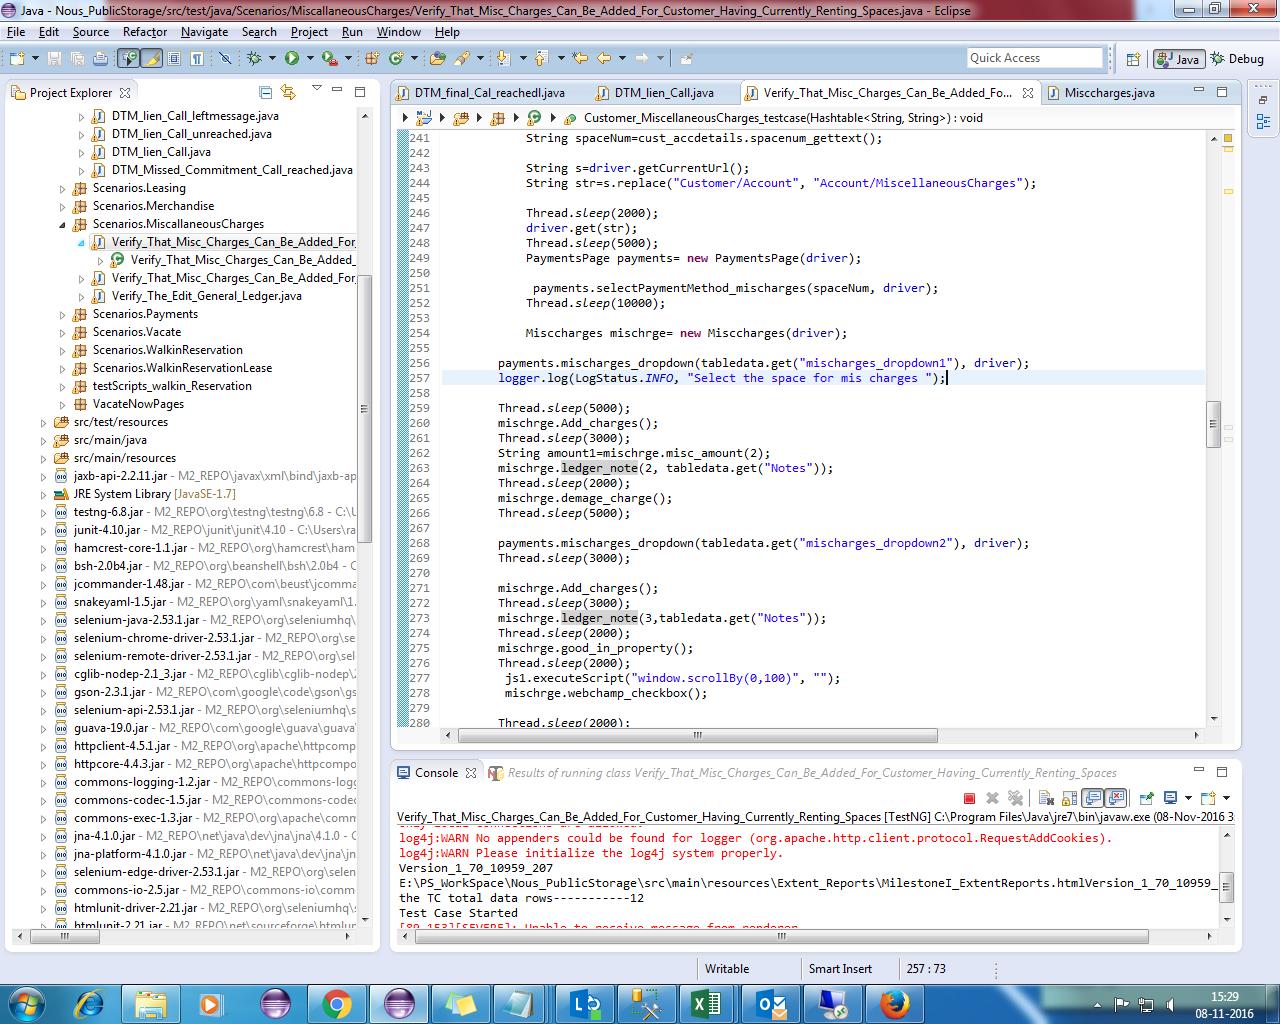 Java - Nous_PublicStorage/src/test/java/Scenarios/MiscallaneousCharges/Verify_That_Misc_Charges_Can_Be_Added_For_Customer_Having_Currently_Renting_Spaces.java - Eclipse
File Edit Source Refactor Navigate Search Project Run Window Help
Quick Access
Java
Debug
Project Explorer
DTM_lien_Call_leftmessage.java
DTM_lien_Call_unreached.java
DTM_lien_Call.java
DTM_Missed_Commitment_Call_reached.java
Scenarios.Leasing
Scenarios.Merchandise
Scenarios.MiscallaneousCharges
Verify_That_Misc_Charges_Can_Be_Added_For
Verify_That_Misc_Charges_Can_Be_Added_
Verify_That_Misc_Charges_Can_Be_Added_For
Verify_The_Edit_General_Ledger.java
Scenarios.Payments
Scenarios.Vacate
Scenarios.WalkinReservation
Scenarios.WalkinReservationLease
testScripts_walkin_Reservation
VacateNowPages
src/test/resources
src/main/java
src/main/resources
jaxb-api-2.2.11.jar - M2_REPO\javax\xml\bind\jaxb-ap
JRE System Library [JavaSE-1.7]
testng-6.8.jar - M2_REPO\org\testng\testng\6.8 - C:\U
junit-4.10.jar - M2_REPO\junit\junit\4.10 - C:\Users\ra
hamcrest-core-1.1.jar - M2_REPO\org\hamcrest\ham
bsh-2.0b4.jar - M2_REPO\org\beanshell\bsh\2.0b4 - C
jcommander-1.48.jar - M2_REPO\com\beust\jcomma
snakeyaml-1.5.jar - M2_REPO\org\yaml\snakeyaml\1.
selenium-java-2.53.1.jar - M2_REPO\org\seleniumhq\
selenium-chrome-driver-2.53.1.jar - M2_REPO\org\se
selenium-remote-driver-2.53.1.jar - M2_REPO\org\sel
cglib-nodep-2.1_3.jar - M2_REPO\cglib\cglib-nodep\
gson-2.3.1.jar - M2_REPO\com\google\code\gson\gs
selenium-api-2.53.1.jar - M2_REPO\org\seleniumhq\s
guava-19.0.jar - M2_REPO\com\google\guava\guava
httpclient-4.5.1.jar - M2_REPO\org\apache\httpcomp
httpcore-4.4.3.jar - M2_REPO\org\apache\httpcompo
commons-logging-1.2.jar - M2_REPO\commons-logg
commons-codec-1.5.jar - M2_REPO\commons-codec
commons-exec-1.3.jar - M2_REPO\org\apache\comm
jna-4.1.0.jar - M2_REPO\net\java\dev\jna\jna\4.1.0 - C
jna-platform-4.1.0.jar - M2_REPO\net\java\dev\jna\jn
selenium-edge-driver-2.53.1.jar - M2_REPO\org\selen
commons-io-2.5.jar - M2_REPO\commons-io\commo
htmlunit-driver-2.21.jar - M2_REPO\org\seleniumhq\s
htmlunit-2.21.jar - M2_REPO\net\sourceforge\htmlun
DTM_final_Cal_reachedl.java
DTM_lien_Call.java
Verify_That_Misc_Charges_Can_Be_Added_Fo...
Misccharges.java
Customer_MiscellaneousCharges_testcase(Hashtable<String, String>) : void
241 String spaceNum=cust_accdetails.spacenum_gettext();
242
243 String s=driver.getCurrentUrl();
244 String str=s.replace("Customer/Account", "Account/MiscellaneousCharges");
245
246 Thread.sleep(2000);
247 driver.get(str);
248 Thread.sleep(5000);
249 PaymentsPage payments= new PaymentsPage(driver);
250
251 payments.selectPaymentMethod_mischarges(spaceNum, driver);
252 Thread.sleep(10000);
253
254 Misccharges mischrge= new Misccharges(driver);
255
256 payments.mischarges_dropdown(tabledata.get("mischarges_dropdown1"), driver);
257 logger.log(LogStatus.INFO, "Select the space for mis charges ");
258
259 Thread.sleep(5000);
260 mischrge.Add_charges();
261 Thread.sleep(3000);
262 String amount1=mischrge.misc_amount(2);
263 mischrge.ledger_note(2, tabledata.get("Notes"));
264 Thread.sleep(2000);
265 mischrge.demage_charge();
266 Thread.sleep(5000);
267
268 payments.mischarges_dropdown(tabledata.get("mischarges_dropdown2"), driver);
269 Thread.sleep(3000);
270
271 mischrge.Add_charges();
272 Thread.sleep(3000);
273 mischrge.ledger_note(3,tabledata.get("Notes"));
274 Thread.sleep(2000);
275 mischrge.good_in_property();
276 Thread.sleep(2000);
277 js1.executeScript("window.scrollBy(0,100)", "");
278 mischrge.webchamp_checkbox();
279
280 Thread.sleep(2000);
Console
Results of running class Verify_That_Misc_Charges_Can_Be_Added_For_Customer_Having_Currently_Renting_Spaces
Verify_That_Misc_Charges_Can_Be_Added_For_Customer_Having_Currently_Renting_Spaces [TestNG] C:\Program Files\Java\jre7\bin\javaw.exe (08-Nov-2016 3
Only local connections are allowed.
log4j:WARN No appenders could be found for logger (org.apache.http.client.protocol.RequestAddCookies).
log4j:WARN Please initialize the log4j system properly.
Version_1_70_10959_207
E:\PS_WorkSpace\Nous_PublicStorage\src\main\resources\Extent_Reports\MilestoneI_ExtentReports.htmlVersion_1_70_10959_
the TC total data rows------------12
Test Case Started
[80.153][SEVERE]: Unable to receive message from renderer
Writable
Smart Insert
257 : 73
15:29
08-11-2016